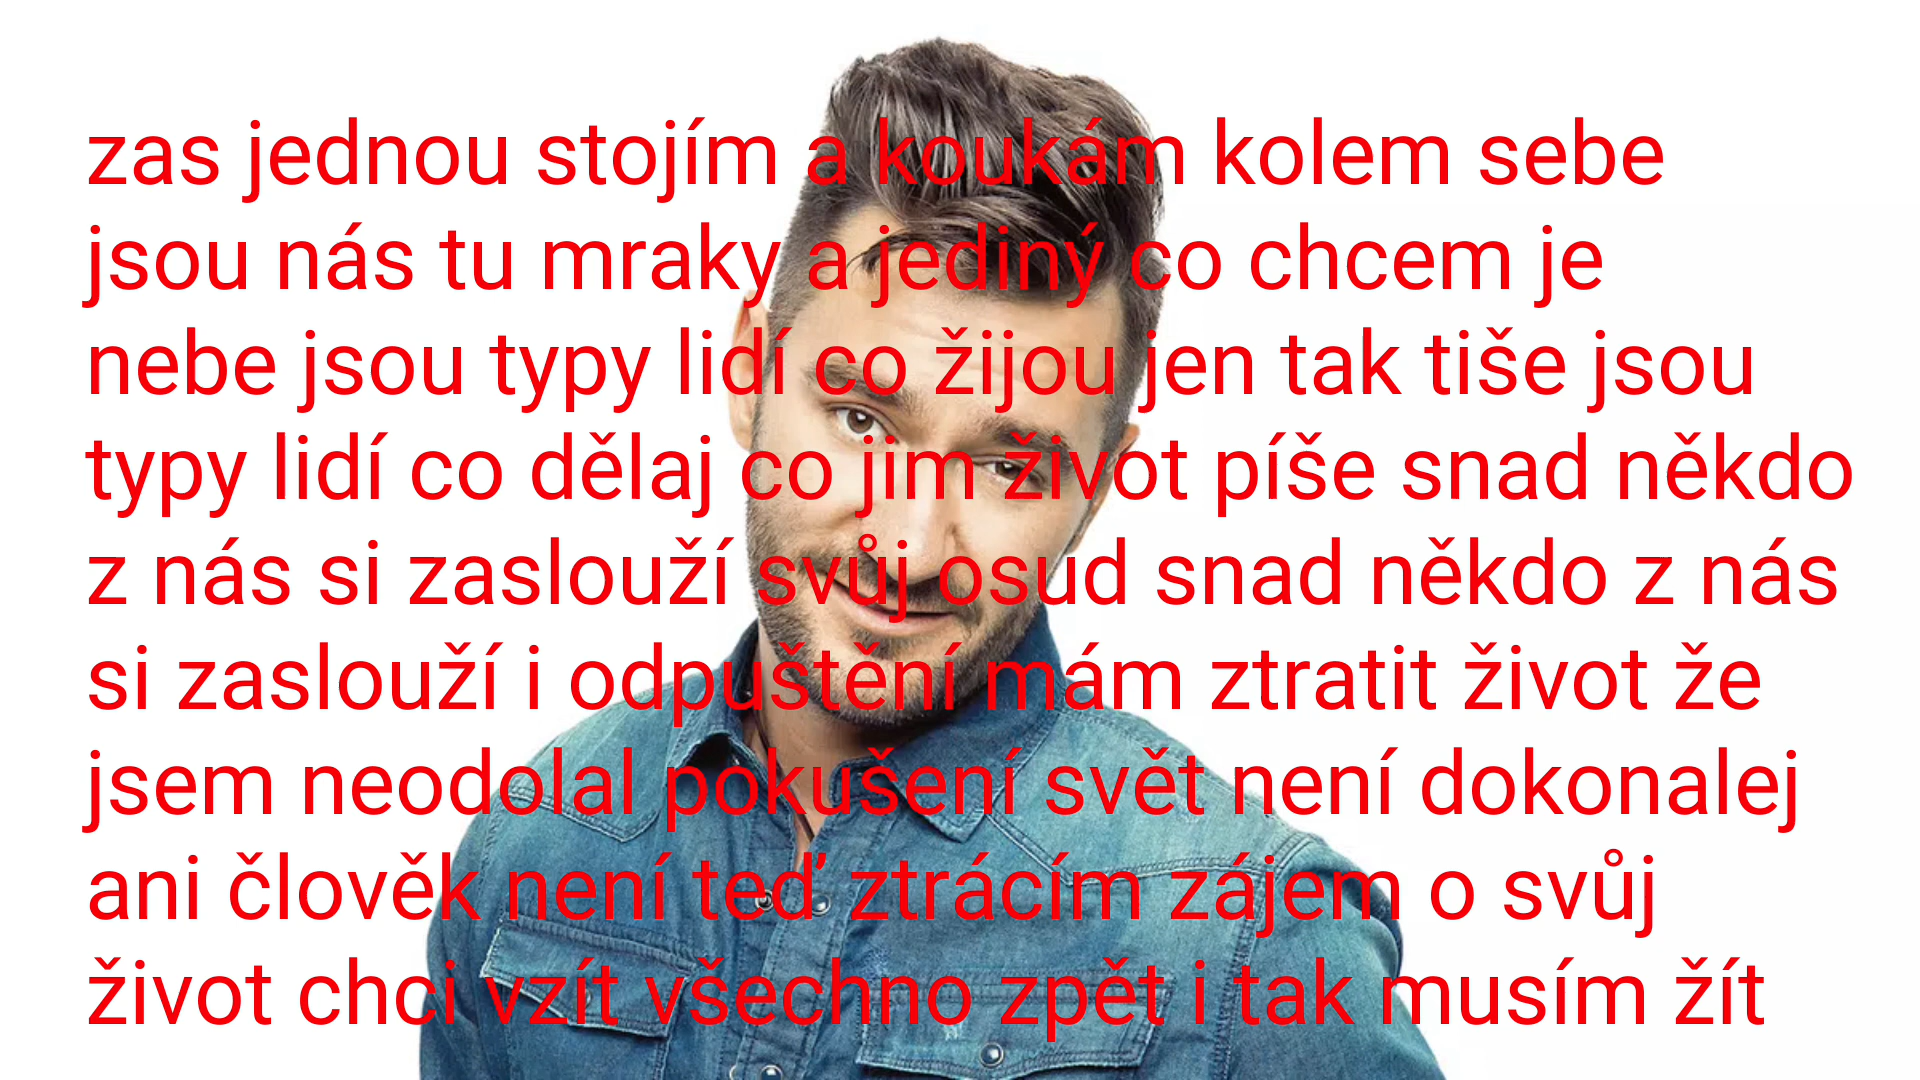 zas jednou stojím a koukám kolem sebe
jsou nás tu mraky a jediný co chcem je
nebe jsou typy lidí co žijou jen tak tiše jsou
typy lidí co dělaj co jim život píše snad někdo
z nás si zaslouží svůj osud snad někdo z nás
si zaslouží i odpuštění mám ztratit život že
jsem neodolal pokušení svět není dokonalej
ani člověk není teď ztrácím zájem o svůj
život chci vzít všechno zpět i tak musím žít